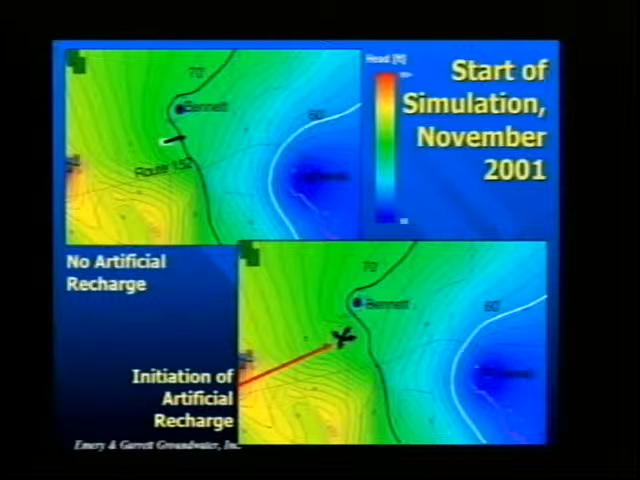 Start of
Simulation,
November
2001
Head [ft]
70'
Bennett
60'
Route 152
No Artificial
Recharge
70'
Bennett
60'
Initiation of
Artificial
Recharge
Emery & Garrett Groundwater, Inc.